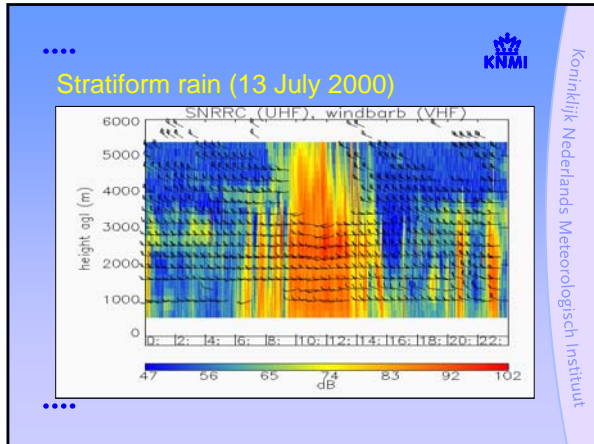 KNMI
Stratiform rain (13 July 2000)
SNRRC (UHF), windbarb (VHF)
6000
5000
4000
3000
2000
1000
0
height agl (m)
0: 2: 4: 6: 8: 10: 12: 14: 16: 18: 20: 22:
47 56 65 74 83 92 102
dB
Koninklijk Nederlands Meteorologisch Instituut